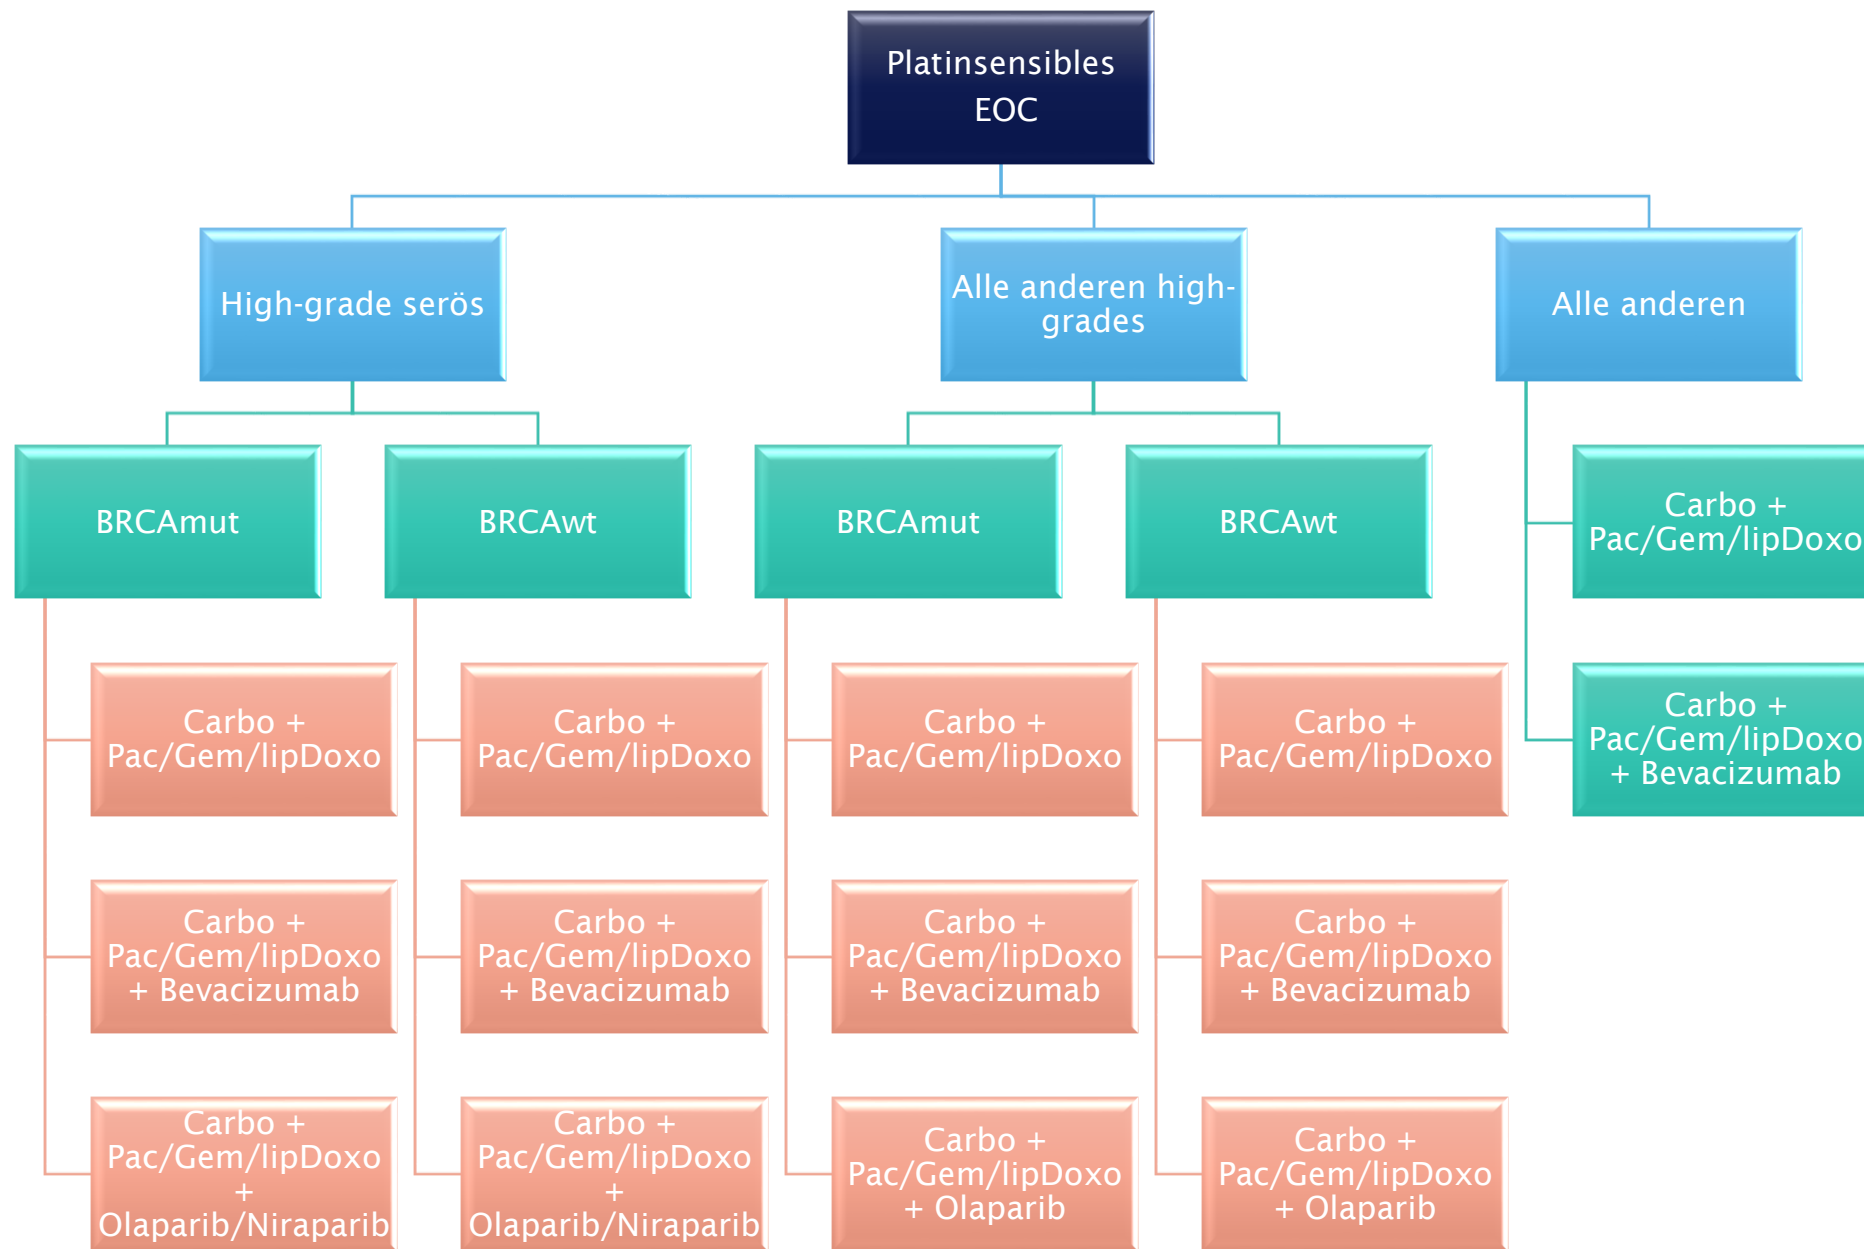 Platinsensibles
EOC
High-grade serös
Alle anderen high-
grades
Alle anderen
BRCAmut
BRCAwt
BRCAmut
BRCAwt
Carbo +
Pac/Gem/lipDoxo
Carbo +
Pac/Gem/lipDoxo
Carbo +
Pac/Gem/lipDoxo
Carbo +
Pac/Gem/lipDoxo
Carbo +
Pac/Gem/lipDoxo
Carbo +
Pac/Gem/lipDoxo
+ Bevacizumab
Carbo +
Pac/Gem/lipDoxo
+ Bevacizumab
Carbo +
Pac/Gem/lipDoxo
+ Bevacizumab
Carbo +
Pac/Gem/lipDoxo
+ Bevacizumab
Carbo +
Pac/Gem/lipDoxo
+ Bevacizumab
Carbo +
Pac/Gem/lipDoxo
+
Olaparib/Niraparib
Carbo +
Pac/Gem/lipDoxo
+
Olaparib/Niraparib
Carbo +
Pac/Gem/lipDoxo
+ Olaparib
Carbo +
Pac/Gem/lipDoxo
+ Olaparib